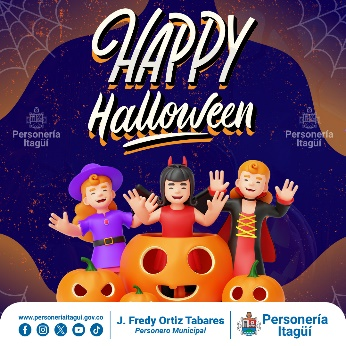 HAPPY
Halloween
Personería
Itagüí
Personería
Itagüí
www.personeriaitagui.gov.co
J. Fredy Ortiz Tabares
Personero Municipal
Personería
Itagüí